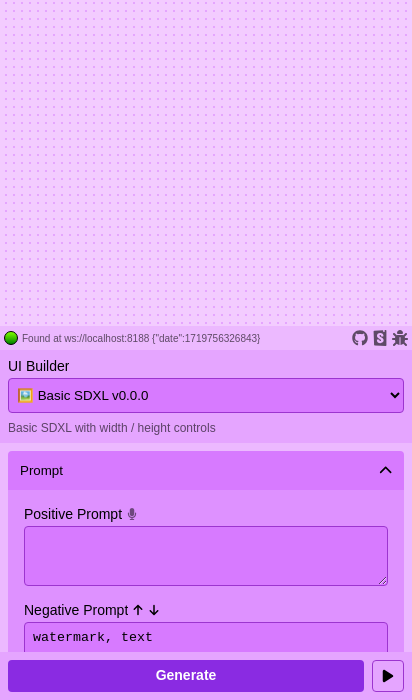 Found at ws://localhost:8188 {"date":1719756326843}
UI Builder
🖼️ Basic SDXL v0.0.0
Basic SDXL with width / height controls
Prompt
Positive Prompt
Negative Prompt
watermark, text
Generate